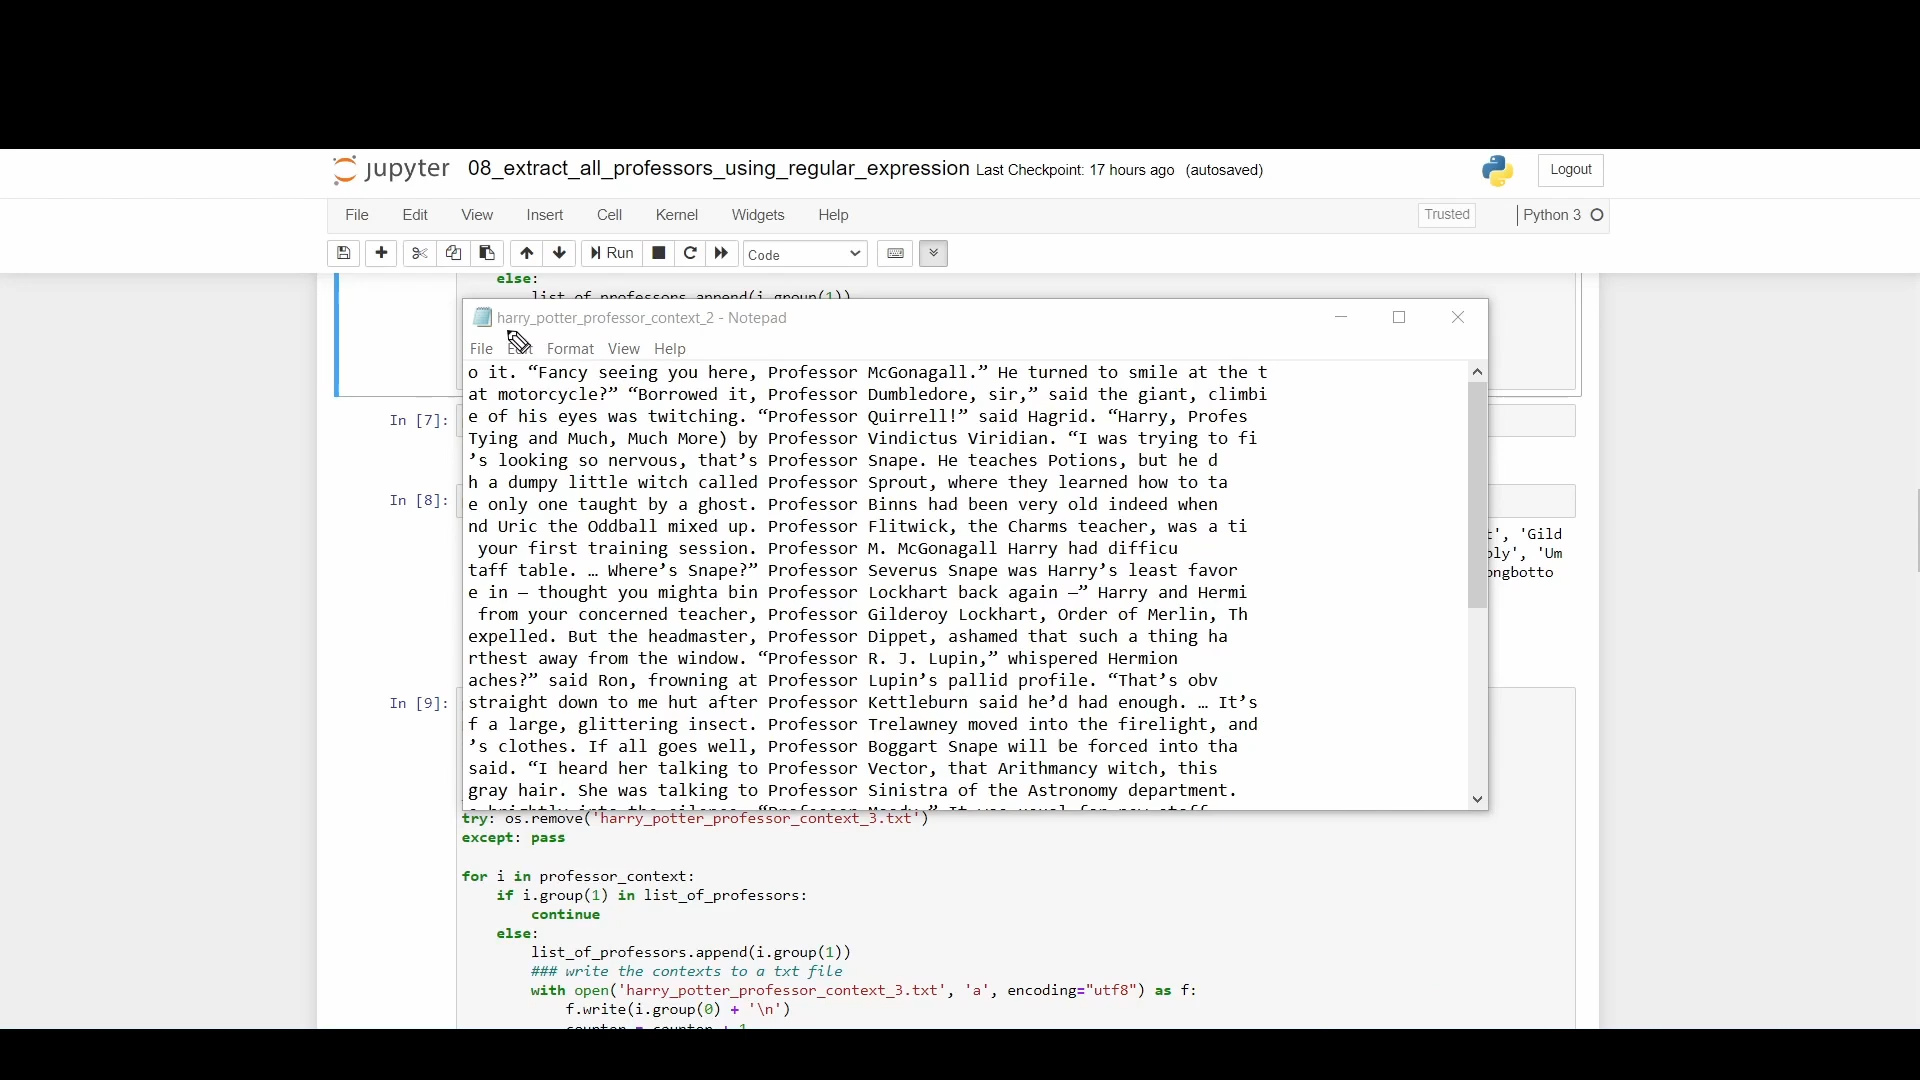 jupyter 08_extract_all_professors_using_regular_expression Last Checkpoint: 17 hours ago (autosaved)
Logout
File Edit View Insert Cell Kernel Widgets Help
Trusted
Python 3
Run
Code
else:
list_of_professors.append(i.group(1))
harry_potter_professor_context_2 - Notepad
File Edit Format View Help
o it. “Fancy seeing you here, Professor McGonagall.” He turned to smile at the t
at motorcycle?” “Borrowed it, Professor Dumbledore, sir,” said the giant, climbi
e of his eyes was twitching. “Professor Quirrell!” said Hagrid. “Harry, Profes
Tying and Much, Much More) by Professor Vindictus Viridian. “I was trying to fi
’s looking so nervous, that’s Professor Snape. He teaches Potions, but he d
h a dumpy little witch called Professor Sprout, where they learned how to ta
e only one taught by a ghost. Professor Binns had been very old indeed when
nd Uric the Oddball mixed up. Professor Flitwick, the Charms teacher, was a ti
your first training session. Professor M. McGonagall Harry had difficu
taff table. … Where’s Snape?” Professor Severus Snape was Harry’s least favor
e in — thought you mighta bin Professor Lockhart back again —” Harry and Hermi
from your concerned teacher, Professor Gilderoy Lockhart, Order of Merlin, Th
expelled. But the headmaster, Professor Dippet, ashamed that such a thing ha
rthest away from the window. “Professor R. J. Lupin,” whispered Hermion
aches?” said Ron, frowning at Professor Lupin’s pallid profile. “That’s obv
straight down to me hut after Professor Kettleburn said he’d had enough. … It’s
f a large, glittering insect. Professor Trelawney moved into the firelight, and
’s clothes. If all goes well, Professor Boggart Snape will be forced into tha
said. “I heard her talking to Professor Vector, that Arithmancy witch, this
gray hair. She was talking to Professor Sinistra of the Astronomy department.
In [7]:
In [8]:
t', 'Gild
ply', 'Um
ongbotto
In [9]:
try: os.remove('harry_potter_professor_context_3.txt')
except: pass
for i in professor_context:
if i.group(1) in list_of_professors:
continue
else:
list_of_professors.append(i.group(1))
### write the contexts to a txt file
with open('harry_potter_professor_context_3.txt', 'a', encoding="utf8") as f:
f.write(i.group(0) + '\n')
counter = counter + 1